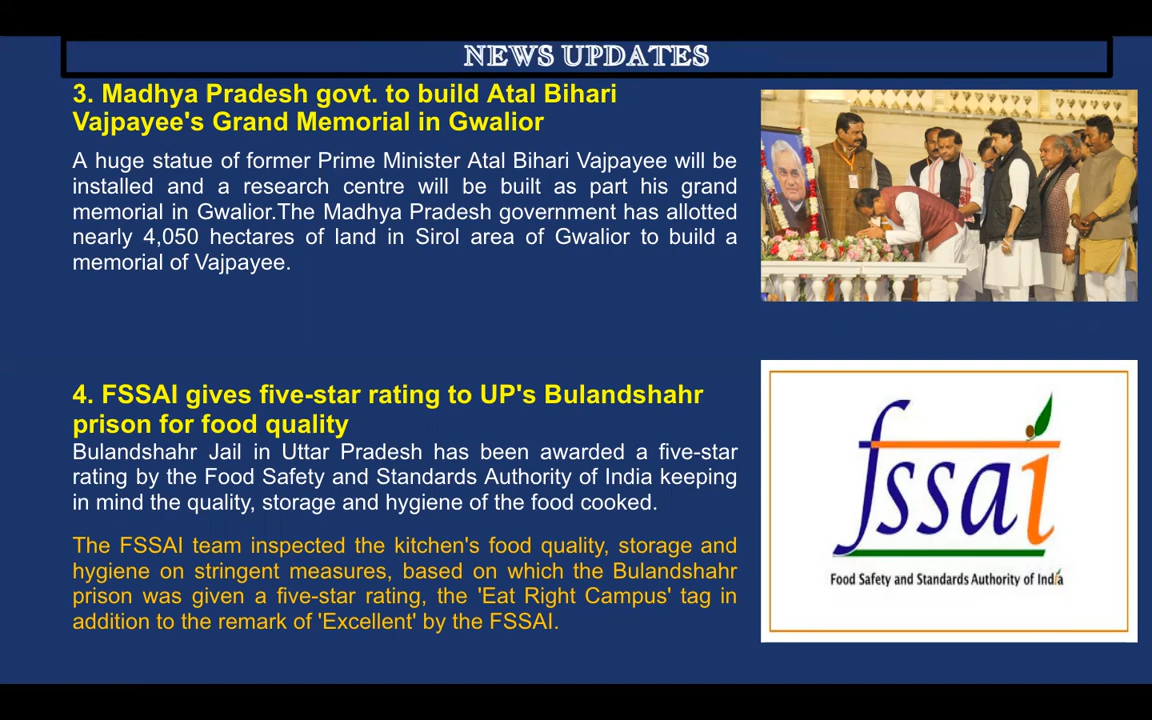 NEWS UPDATES
3. Madhya Pradesh govt. to build Atal Bihari
Vajpayee's Grand Memorial in Gwalior
A huge statue of former Prime Minister Atal Bihari Vajpayee will be
installed and a research centre will be built as part his grand
memorial in Gwalior.The Madhya Pradesh government has allotted
nearly 4,050 hectares of land in Sirol area of Gwalior to build a
memorial of Vajpayee.
4. FSSAI gives five-star rating to UP's Bulandshahr
prison for food quality
Bulandshahr Jail in Uttar Pradesh has been awarded a five-star
rating by the Food Safety and Standards Authority of India keeping
in mind the quality, storage and hygiene of the food cooked.
The FSSAI team inspected the kitchen's food quality, storage and
hygiene on stringent measures, based on which the Bulandshahr
prison was given a five-star rating, the 'Eat Right Campus' tag in
addition to the remark of 'Excellent' by the FSSAI.
fssai
Food Safety and Standards Authority of India